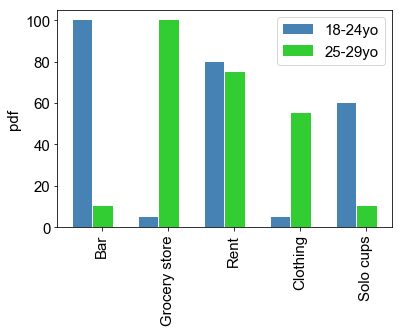 100
80
60
40
20
0
pdf
18-24yo
25-29yo
Bar
Grocery store
Rent
Clothing
Solo cups